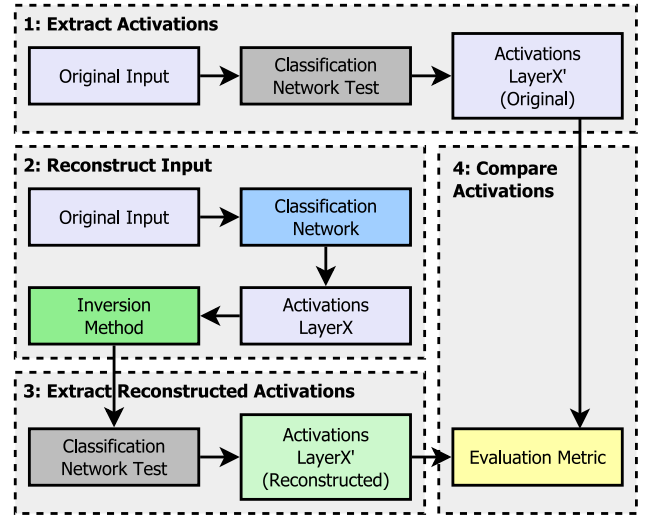 1: Extract Activations
Original Input
Classification
Network Test
Activations
LayerX'
(Original)
2: Reconstruct Input
Original Input
Classification
Network
Inversion
Method
Activations
LayerX
3: Extract Reconstructed Activations
Classification
Network Test
Activations
LayerX'
(Reconstructed)
4: Compare
Activations
Evaluation Metric